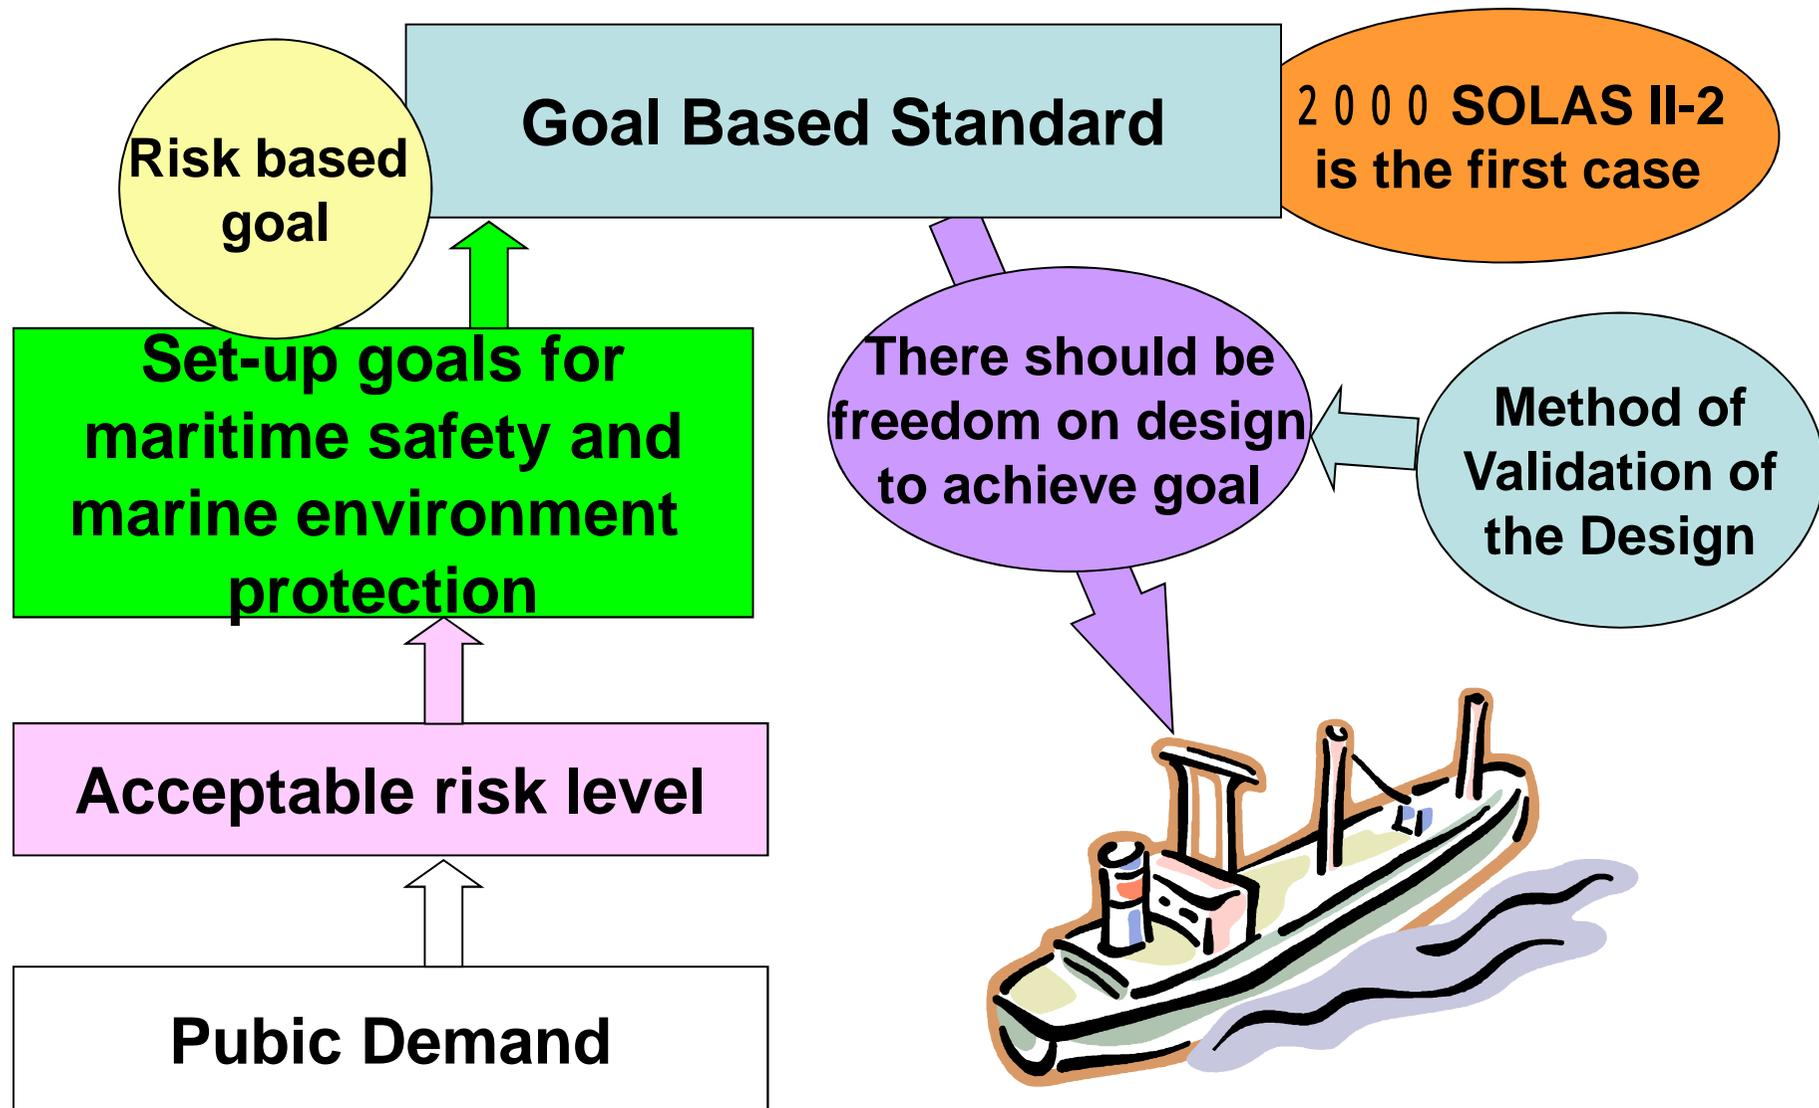 Goal Based Standard
２０００ SOLAS II-2
is the first case
Risk based
goal
Set-up goals for
maritime safety and
marine environment
protection
There should be
freedom on design
to achieve goal
Method of
Validation of
the Design
Acceptable risk level
Pubic Demand